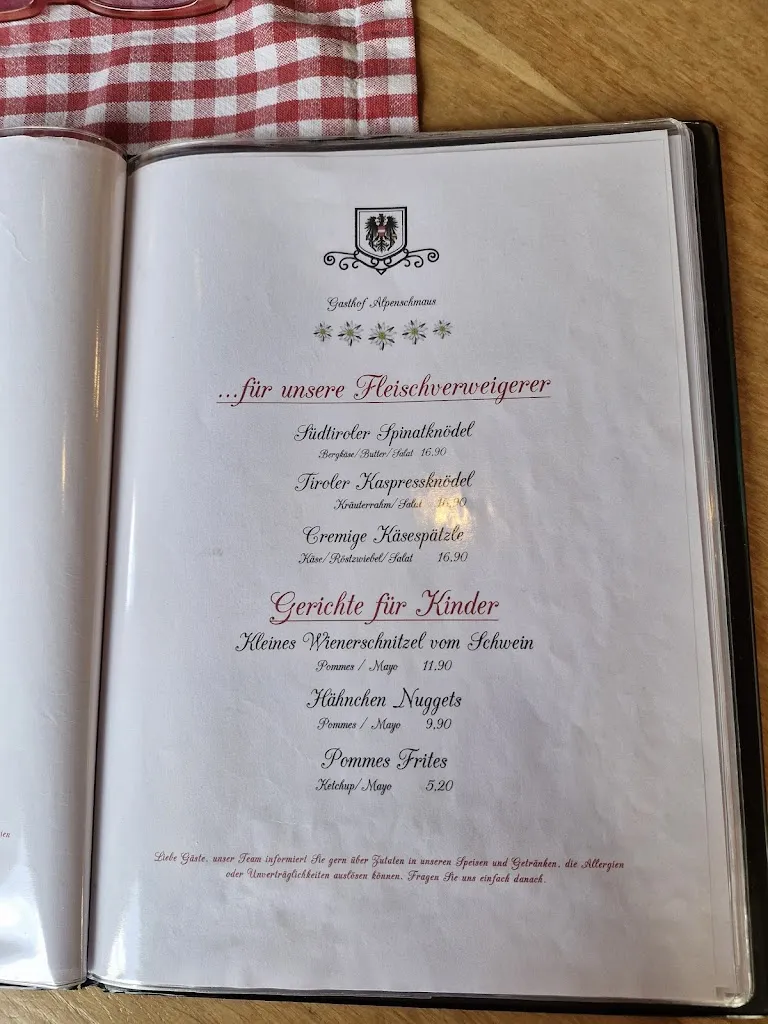 Gasthof Alpenschmaus
...für unsere Fleischverweigerer
Südtiroler Spinatknödel
Bergkäse/Butter/Salat 16,90
Tiroler Kaspressknödel
Kräuterrahm/Salat 16,90
Cremige Käsespätzle
Käse/Röstzwiebel/Salat 16,90
Gerichte für Kinder
Kleines Wienerschnitzel vom Schwein
Pommes / Mayo 11,90
Hähnchen Nuggets
Pommes / Mayo 9,90
Pommes Frites
Ketchup/Mayo 5,20
Liebe Gäste, unser Team informiert Sie gern über Zutaten in unseren Speisen und Getränken, die Allergien
oder Unverträglichkeiten auslösen können. Fragen Sie uns einfach danach.